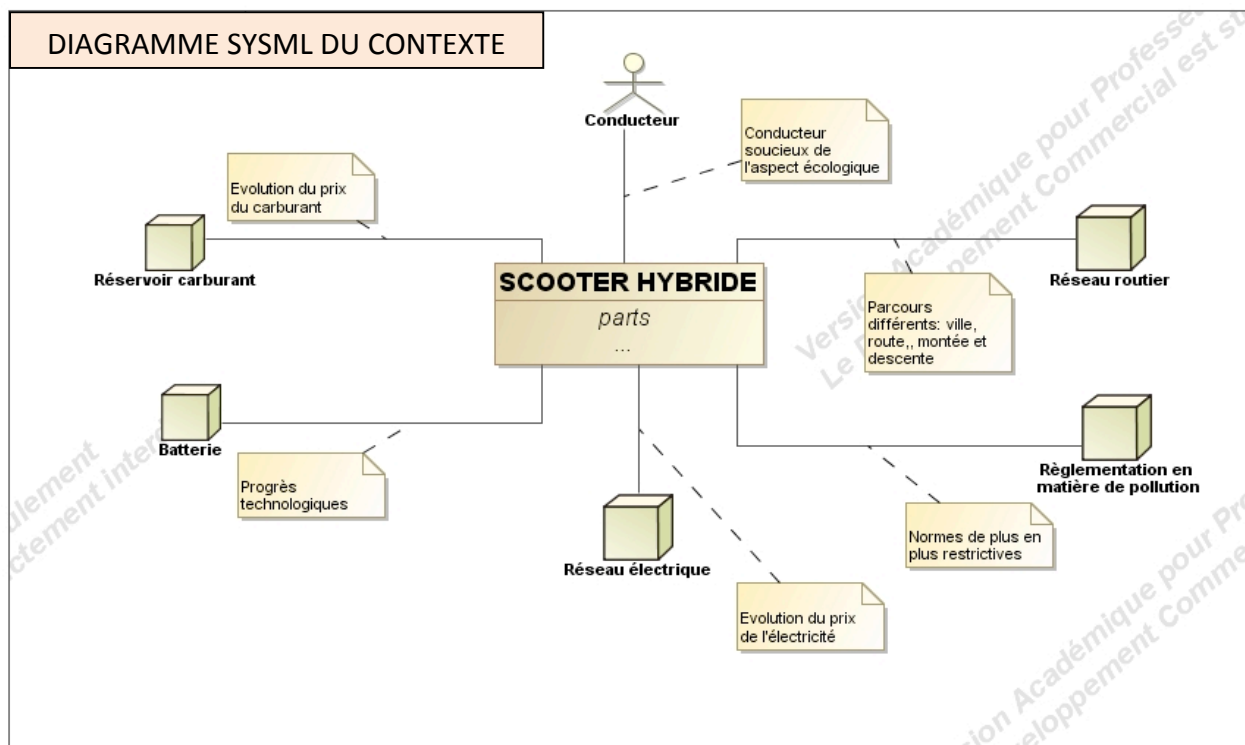 DIAGRAMME SYSML DU CONTEXTE
Conducteur
Conducteur
soucieux de
l'aspect écologique
Evolution du prix
du carburant
Réservoir carburant
Réseau routier
SCOOTER HYBRIDE
parts
...
Parcours
différents: ville,
route,, montée et
descente
Batterie
Progrès
technologiques
Réseau électrique
Règlementation en
matière de pollution
Normes de plus en
plus restrictives
Evolution du prix
de l'électricité